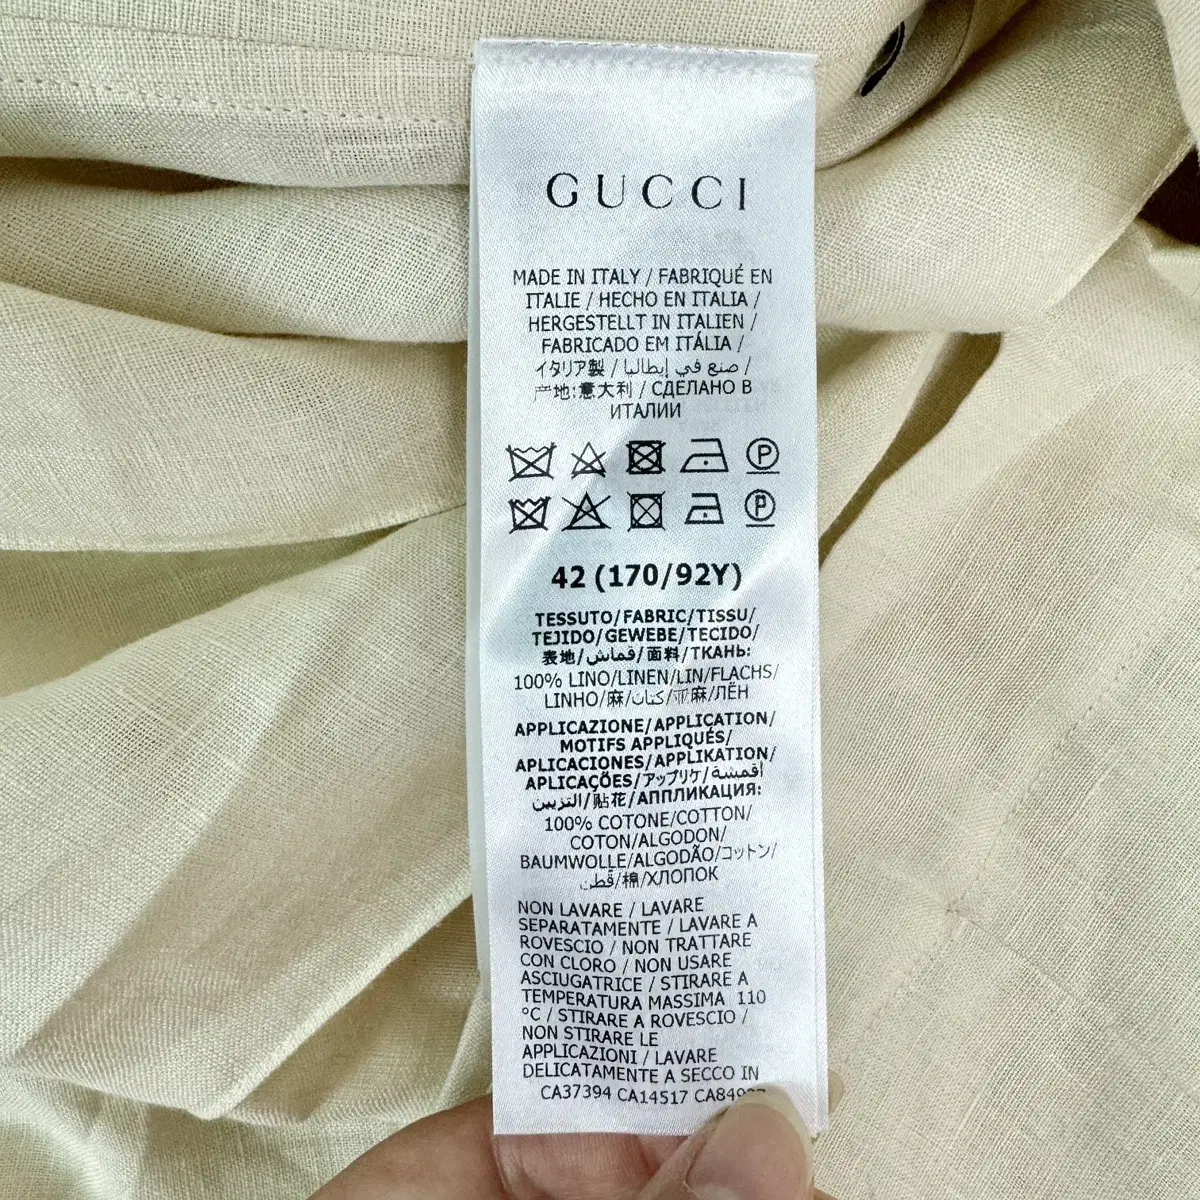 GUCCI
MADE IN ITALY / FABRIQUÉ EN
ITALIE / HECHO EN ITALIA /
HERGESTELLT IN ITALIEN /
FABRICADO EM ITÁLIA /
イタリア製 / صنع في إيطاليا /
产地:意大利 / СДЕЛАНО В
ИТАЛИИ
P
P
42 (170/92Y)
TESSUTO/FABRIC/TISSU/
TEJIDO/GEWEBE/TECIDO/
表地/قماش/面料/ТКАНЬ:
100% LINO/LINEN/LIN/FLACHS/
LINHO/麻/كتان/亚麻/ЛЁН
APPLICAZIONE/APPLICATION/
MOTIFS APPLIQUÉS/
APLICACIONES/APPLIKATION/
APLICAÇÕES/アップリケ/أقمشة
التزيين/貼花/АППЛИКАЦИЯ:
100% COTONE/COTTON/
COTON/ALGODON/
BAUMWOLLE/ALGODÃO/コットン/
قطن/棉/ХЛОПОК
NON LAVARE / LAVARE
SEPARATAMENTE / LAVARE A
ROVESCIO / NON TRATTARE
CON CLORO / NON USARE
ASCIUGATRICE / STIRARE A
TEMPERATURA MASSIMA 110
°C / STIRARE A ROVESCIO /
NON STIRARE LE
APPLICAZIONI / LAVARE
DELICATAMENTE A SECCO IN
CA37394 CA14517